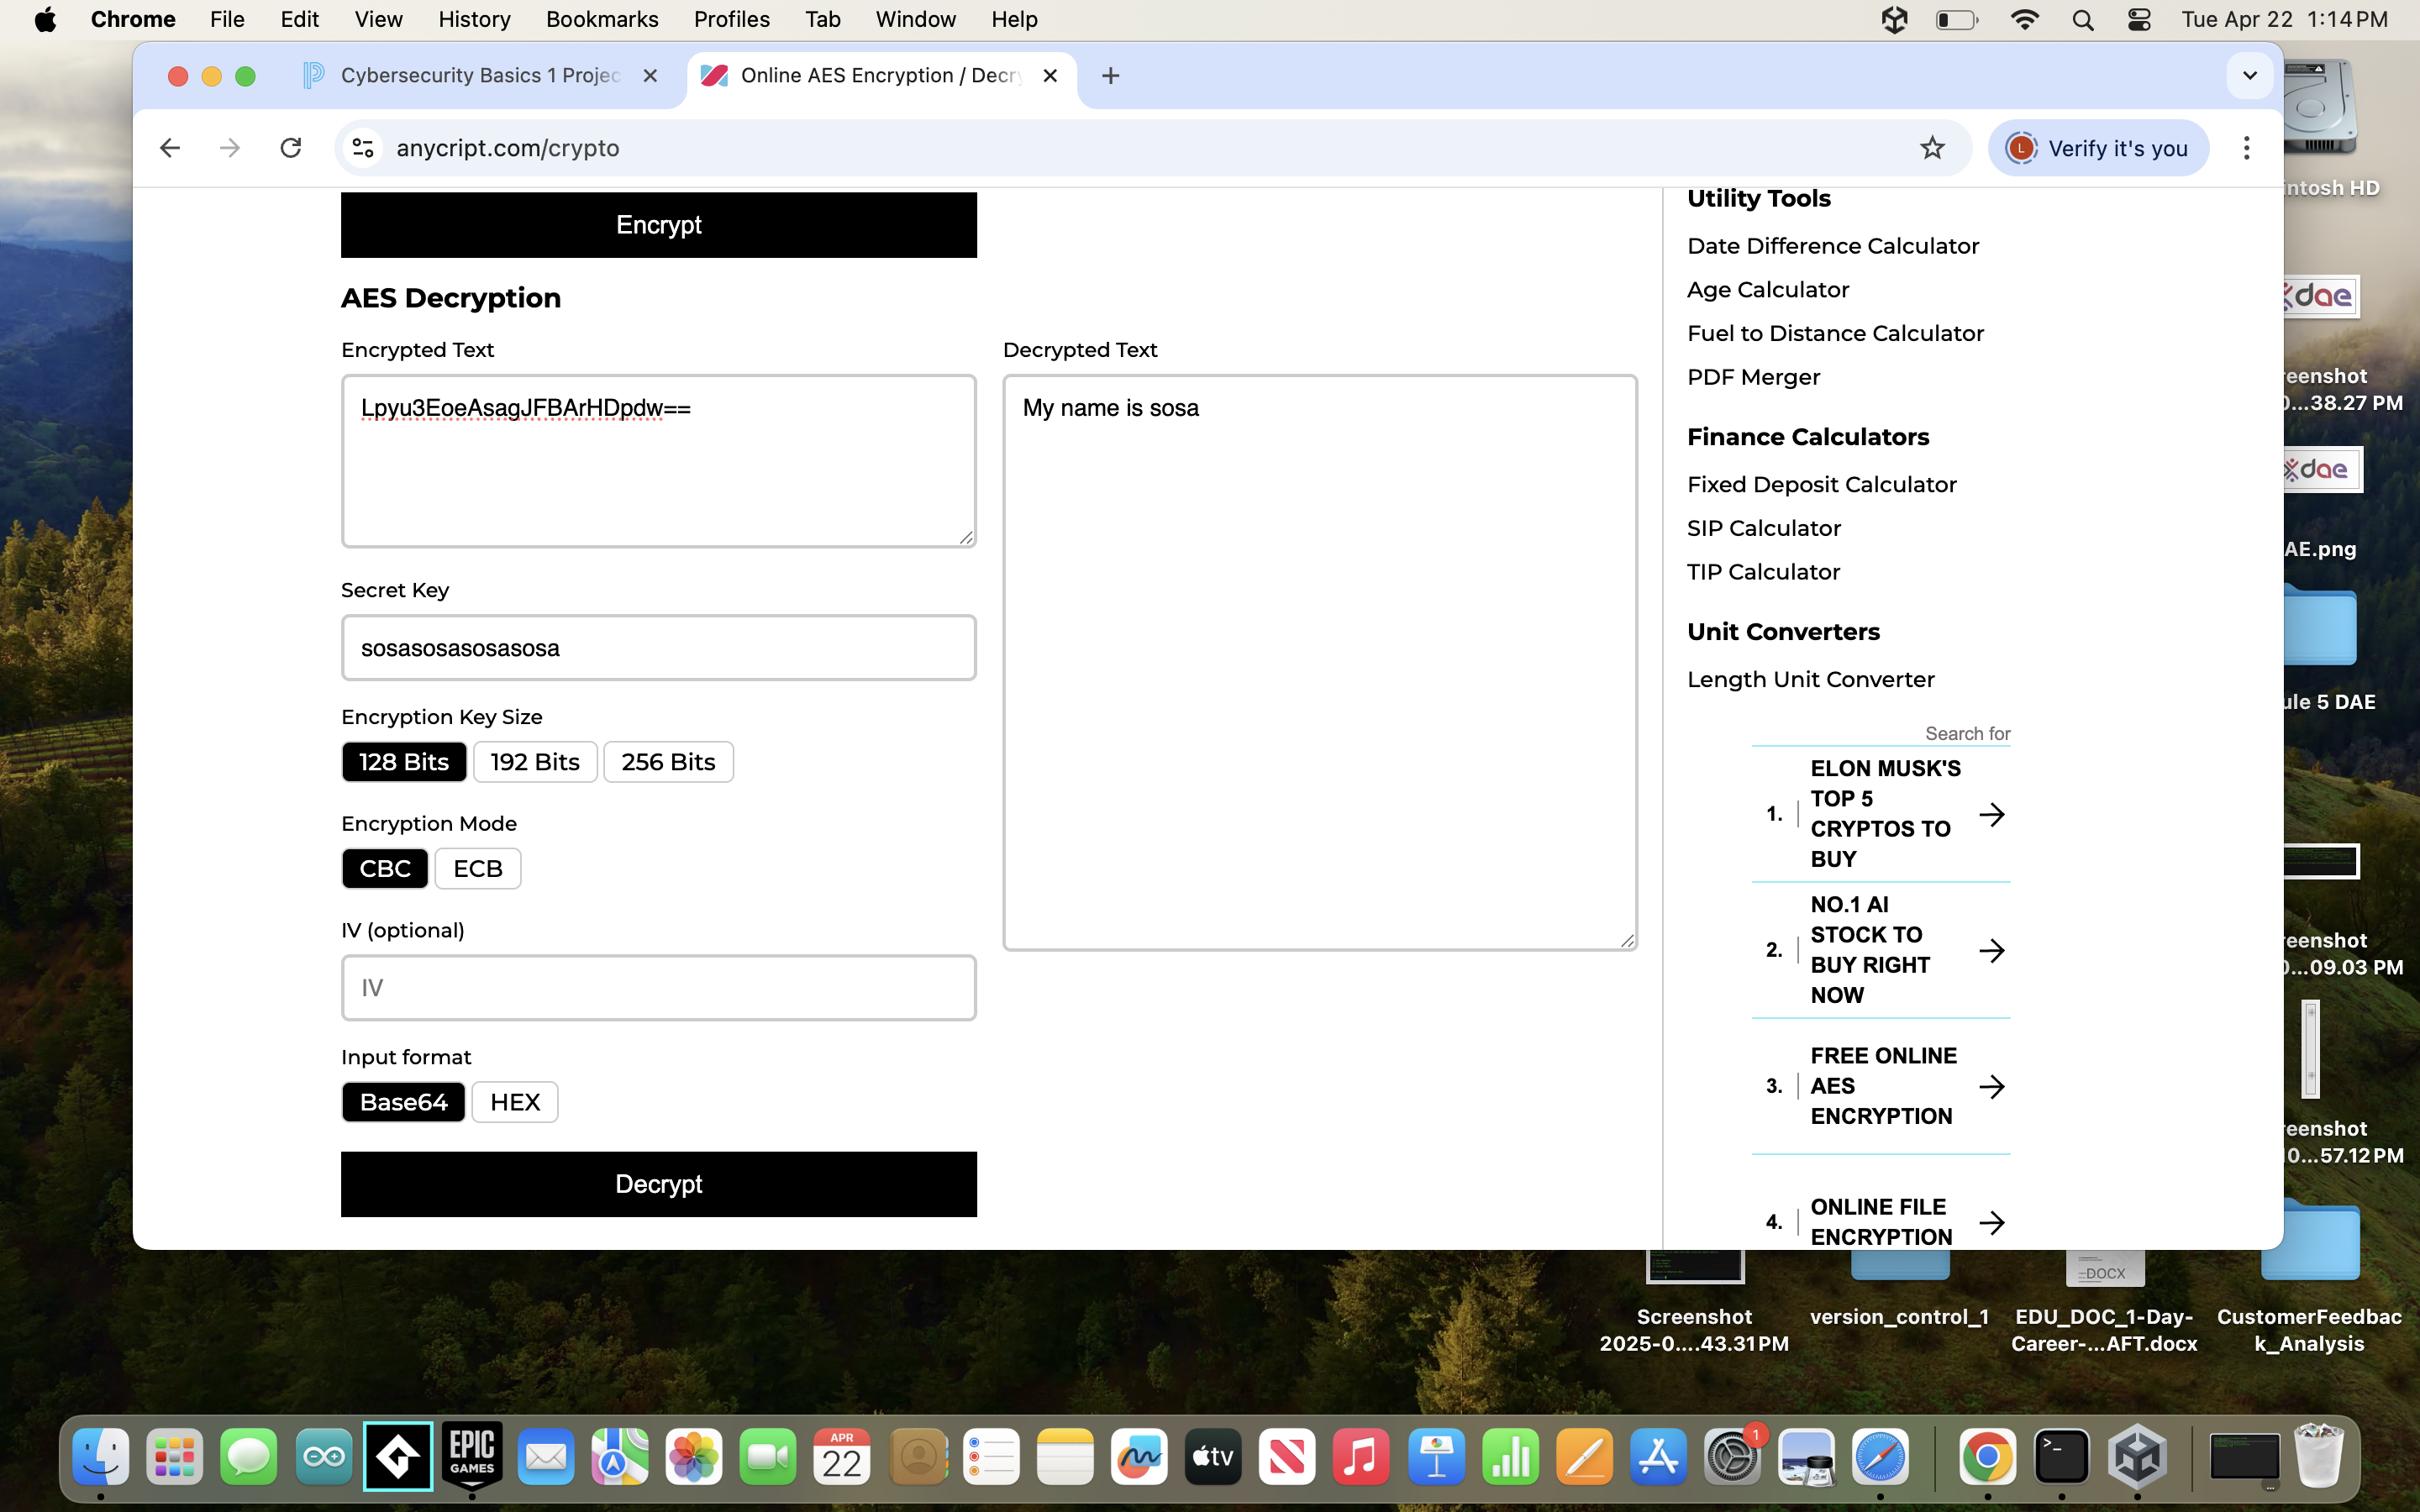 Chrome File Edit View History Bookmarks Profiles Tab Window Help Tue Apr 22 1:14 PM
Cybersecurity Basics 1 Projec
Online AES Encryption / Decry
anycript.com/crypto
L Verify it's you
Encrypt
AES Decryption
Encrypted Text
Lpyu3EoeAsagJFBArHDpdw==
Secret Key
sosasosasosasosa
Encryption Key Size
128 Bits 192 Bits 256 Bits
Encryption Mode
CBC ECB
IV (optional)
IV
Input format
Base64 HEX
Decrypt
Decrypted Text
My name is sosa
Utility Tools
Date Difference Calculator
Age Calculator
Fuel to Distance Calculator
PDF Merger
Finance Calculators
Fixed Deposit Calculator
SIP Calculator
TIP Calculator
Unit Converters
Length Unit Converter
Search for
1. ELON MUSK'S
TOP 5
CRYPTOS TO
BUY
2. NO.1 AI
STOCK TO
BUY RIGHT
NOW
3. FREE ONLINE
AES
ENCRYPTION
4. ONLINE FILE
ENCRYPTION
intosh HD
dae
eenshot
0...38.27 PM
dae
AE.png
ule 5 DAE
eenshot
0...09.03 PM
eenshot
0...57.12 PM
DOCX
Screenshot
2025-0....43.31 PM
version_control_1
EDU_DOC_1-Day-
Career-...AFT.docx
CustomerFeedbac
k_Analysis
EPIC
GAMES
APR
22
tv
1